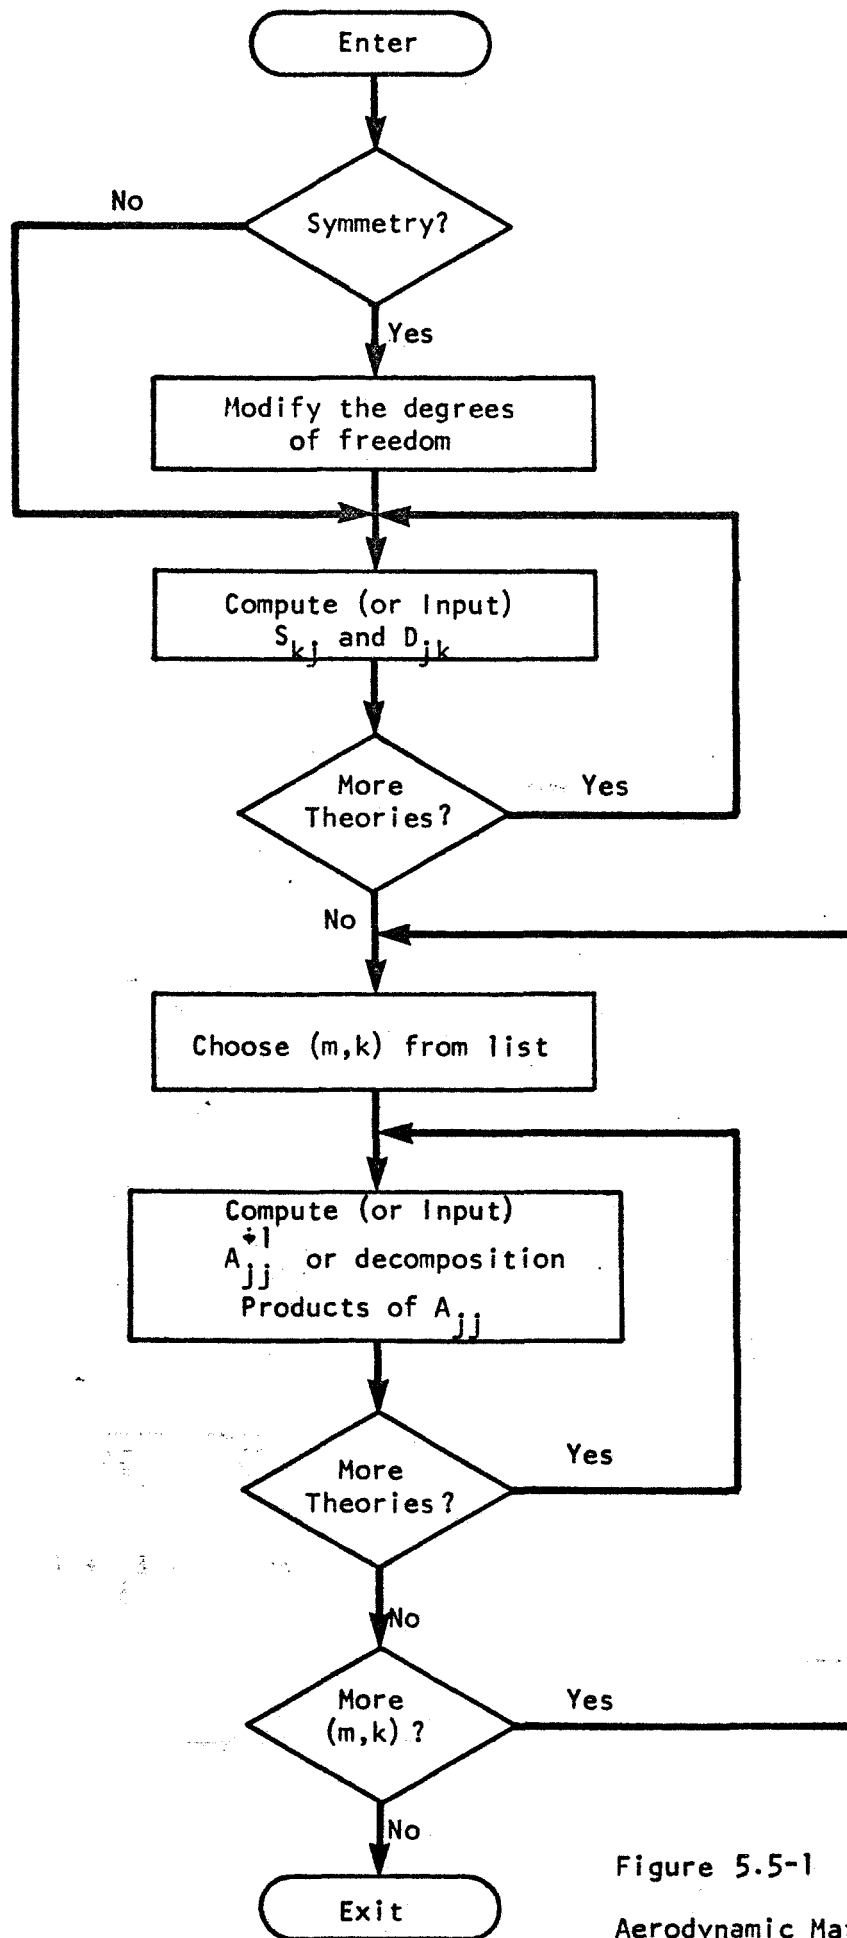 Enter
Symmetry?
No
Yes
Modify the degrees
of freedom
Compute (or Input)
S_kj and D_jk
More
Theories?
Yes
No
Choose (m,k) from list
Compute (or Input)
A_jj^-1 or decomposition
Products of A_jj
More
Theories?
Yes
No
More
(m,k)?
Yes
No
Exit
Figure 5.5-1
Aerodynamic